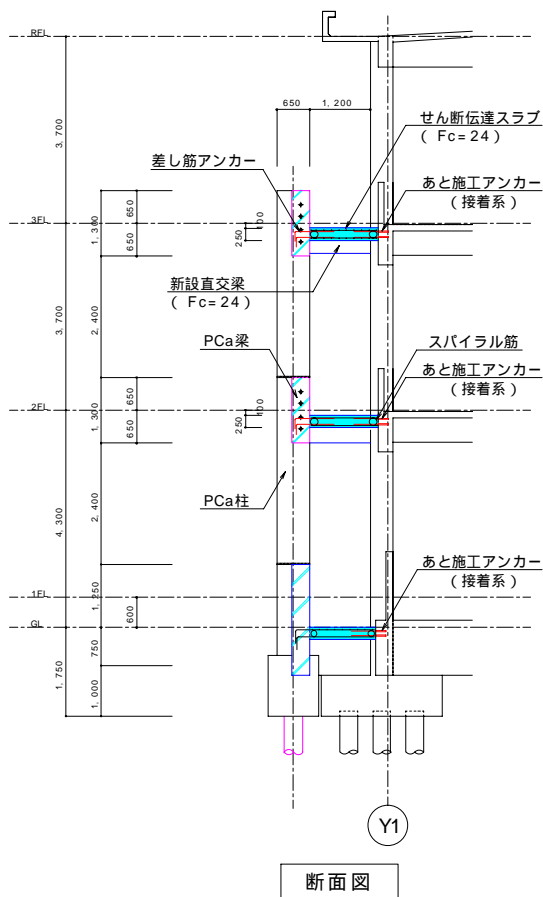 RFL
650
1,200
せん断伝達スラブ
( Fc=24 )
3,700
差し筋アンカー
あと施工アンカー
(接着系)
3FL
1,300
650
650
250
100
新設直交梁
( Fc=24 )
3,700
2,400
PCa梁
スパイラル筋
あと施工アンカー
(接着系)
2FL
1,300
650
650
250
100
PCa柱
4,300
2,400
あと施工アンカー
(接着系)
1FL
1,250
600
GL
750
1,750
1,000
Y1
断面図